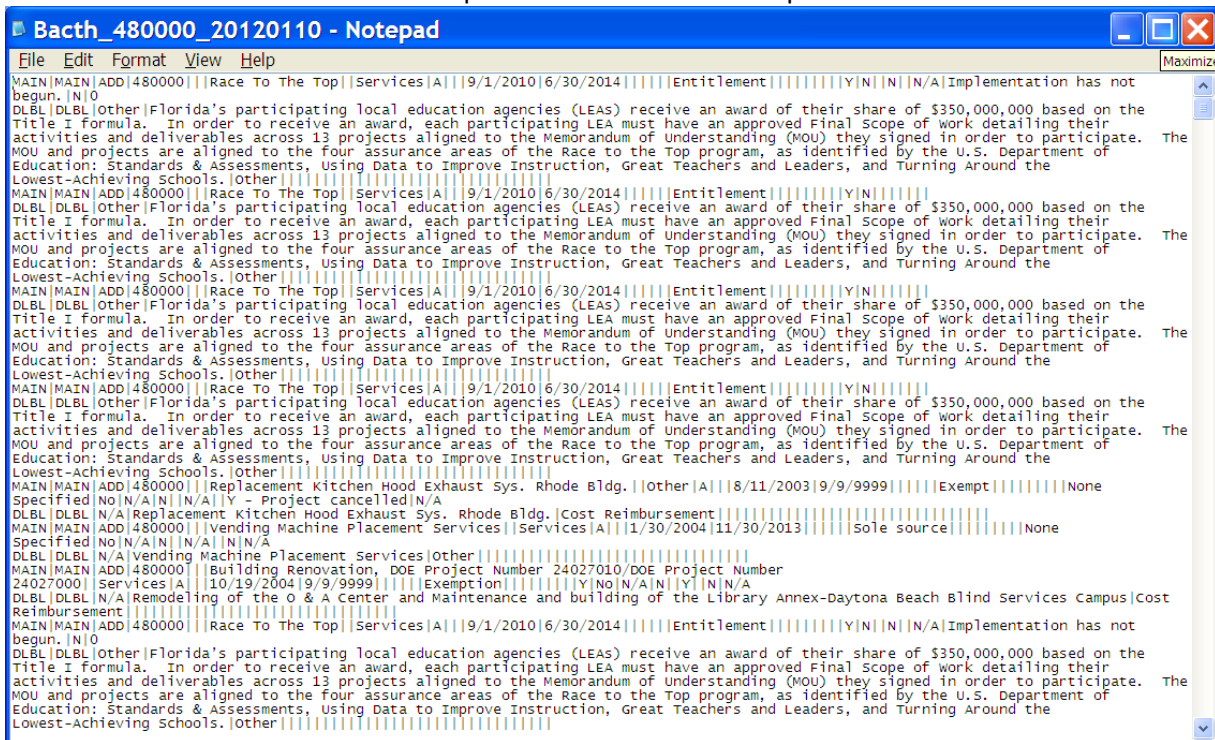 Bacth_480000_20120110 - Notepad
File Edit Format View Help
Maximize
MAIN|MAIN|ADD|480000|||Race To The Top||Services|A|||9/1/2010|6/30/2014||||||Entitlement|||||||||Y|N||N||N/A|Implementation has not
begun.|N|0
DLBL|DLBL|Other|Florida's participating local education agencies (LEAs) receive an award of their share of $350,000,000 based on the
Title I formula.  In order to receive an award, each participating LEA must have an approved Final Scope of Work detailing their
activities and deliverables across 13 projects aligned to the Memorandum of Understanding (MOU) they signed in order to participate.  The
MOU and projects are aligned to the four assurance areas of the Race to the Top program, as identified by the U.S. Department of
Education: Standards & Assessments, Using Data to Improve Instruction, Great Teachers and Leaders, and Turning Around the
Lowest-Achieving Schools.|Other||||||||||||||||||||||||||||||||
MAIN|MAIN|ADD|480000|||Race To The Top||Services|A|||9/1/2010|6/30/2014||||||Entitlement|||||||||Y|N|||||||
DLBL|DLBL|Other|Florida's participating local education agencies (LEAs) receive an award of their share of $350,000,000 based on the
Title I formula.  In order to receive an award, each participating LEA must have an approved Final Scope of Work detailing their
activities and deliverables across 13 projects aligned to the Memorandum of Understanding (MOU) they signed in order to participate.  The
MOU and projects are aligned to the four assurance areas of the Race to the Top program, as identified by the U.S. Department of
Education: Standards & Assessments, Using Data to Improve Instruction, Great Teachers and Leaders, and Turning Around the
Lowest-Achieving Schools.|Other||||||||||||||||||||||||||||||||
MAIN|MAIN|ADD|480000|||Race To The Top||Services|A|||9/1/2010|6/30/2014||||||Entitlement|||||||||Y|N|||||||
DLBL|DLBL|Other|Florida's participating local education agencies (LEAs) receive an award of their share of $350,000,000 based on the
Title I formula.  In order to receive an award, each participating LEA must have an approved Final Scope of Work detailing their
activities and deliverables across 13 projects aligned to the Memorandum of Understanding (MOU) they signed in order to participate.  The
MOU and projects are aligned to the four assurance areas of the Race to the Top program, as identified by the U.S. Department of
Education: Standards & Assessments, Using Data to Improve Instruction, Great Teachers and Leaders, and Turning Around the
Lowest-Achieving Schools.|Other||||||||||||||||||||||||||||||||
MAIN|MAIN|ADD|480000|||Race To The Top||Services|A|||9/1/2010|6/30/2014||||||Entitlement|||||||||Y|N|||||||
DLBL|DLBL|Other|Florida's participating local education agencies (LEAs) receive an award of their share of $350,000,000 based on the
Title I formula.  In order to receive an award, each participating LEA must have an approved Final Scope of Work detailing their
activities and deliverables across 13 projects aligned to the Memorandum of Understanding (MOU) they signed in order to participate.  The
MOU and projects are aligned to the four assurance areas of the Race to the Top program, as identified by the U.S. Department of
Education: Standards & Assessments, Using Data to Improve Instruction, Great Teachers and Leaders, and Turning Around the
Lowest-Achieving Schools.|Other||||||||||||||||||||||||||||||||
MAIN|MAIN|ADD|480000|||Replacement Kitchen Hood Exhaust Sys. Rhode Bldg.||Other|A|||8/11/2003|9/9/9999||||||Exempt|||||||||None
Specified|No|N/A|N||N/A||Y - Project cancelled|N/A
DLBL|DLBL|N/A|Replacement Kitchen Hood Exhaust Sys. Rhode Bldg.|Cost Reimbursement||||||||||||||||||||||||||||||||
MAIN|MAIN|ADD|480000|||Vending Machine Placement Services||Services|A|||1/30/2004|11/30/2013||||||Sole source|||||||||None
Specified|No|N/A|N||N/A||N|N/A
DLBL|DLBL|N/A|Vending Machine Placement Services|Other||||||||||||||||||||||||||||||||
MAIN|MAIN|ADD|480000|||Building Renovation, DOE Project Number 24027010/DOE Project Number
24027000||Services|A|||10/19/2004|9/9/9999||||||Exemption|||||||||Y|No|N/A|N||Y||N|N/A
DLBL|DLBL|N/A|Remodeling of the O & A Center and Maintenance and building of the Library Annex-Daytona Beach Blind Services Campus|Cost
Reimbursement||||||||||||||||||||||||||||||||
MAIN|MAIN|ADD|480000|||Race To The Top||Services|A|||9/1/2010|6/30/2014||||||Entitlement|||||||||Y|N||N||N/A|Implementation has not
begun.|N|0
DLBL|DLBL|Other|Florida's participating local education agencies (LEAs) receive an award of their share of $350,000,000 based on the
Title I formula.  In order to receive an award, each participating LEA must have an approved Final Scope of Work detailing their
activities and deliverables across 13 projects aligned to the Memorandum of Understanding (MOU) they signed in order to participate.  The
MOU and projects are aligned to the four assurance areas of the Race to the Top program, as identified by the U.S. Department of
Education: Standards & Assessments, Using Data to Improve Instruction, Great Teachers and Leaders, and Turning Around the
Lowest-Achieving Schools.|Other||||||||||||||||||||||||||||||||